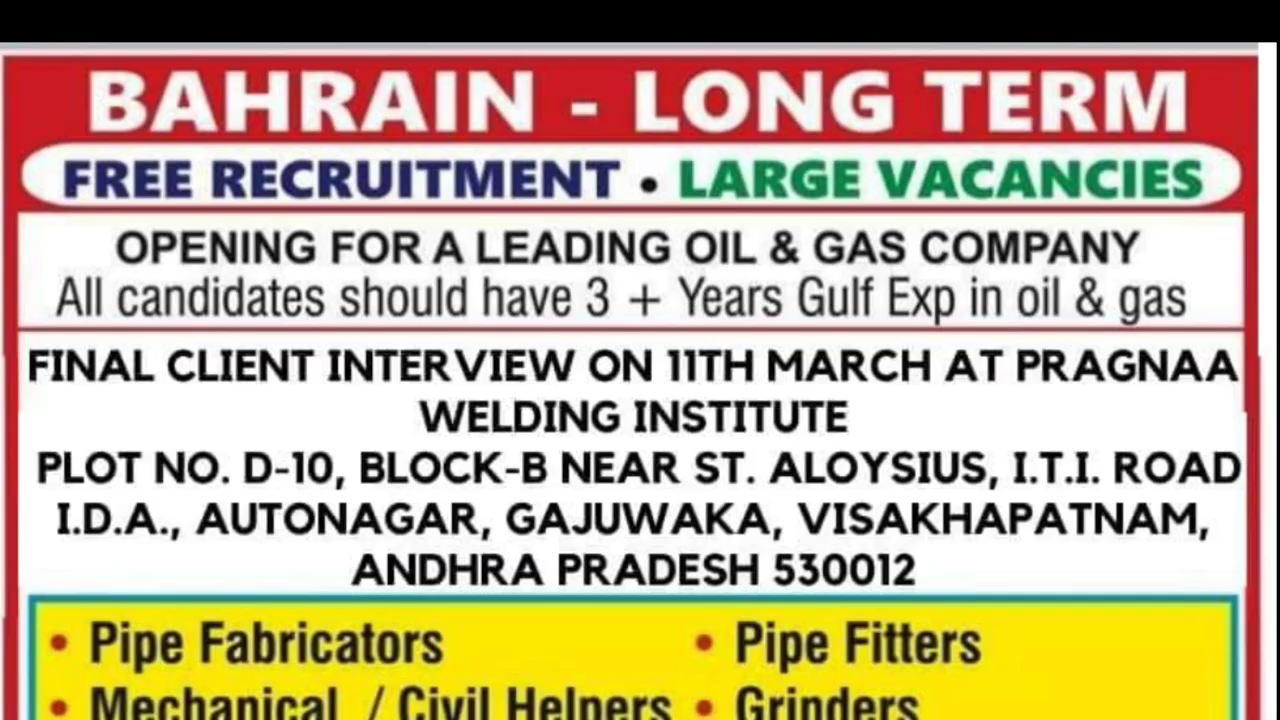 BAHRAIN - LONG TERM
FREE RECRUITMENT • LARGE VACANCIES
OPENING FOR A LEADING OIL & GAS COMPANY
All candidates should have 3 + Years Gulf Exp in oil & gas
FINAL CLIENT INTERVIEW ON 11TH MARCH AT PRAGNAA
WELDING INSTITUTE
PLOT NO. D-10, BLOCK-B NEAR ST. ALOYSIUS, I.T.I. ROAD
I.D.A., AUTONAGAR, GAJUWAKA, VISAKHAPATNAM,
ANDHRA PRADESH 530012
• Pipe Fabricators • Pipe Fitters
• Mechanical / Civil Helpers • Grinders